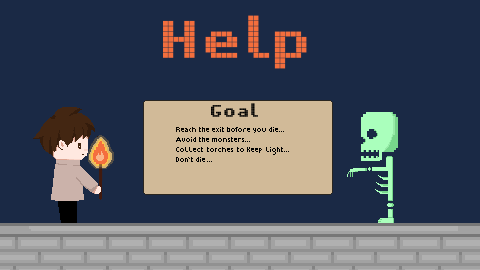 Help
Goal
Reach the exit before you die...
Avoid the monsters...
Collect torches to keep light...
Don't die...